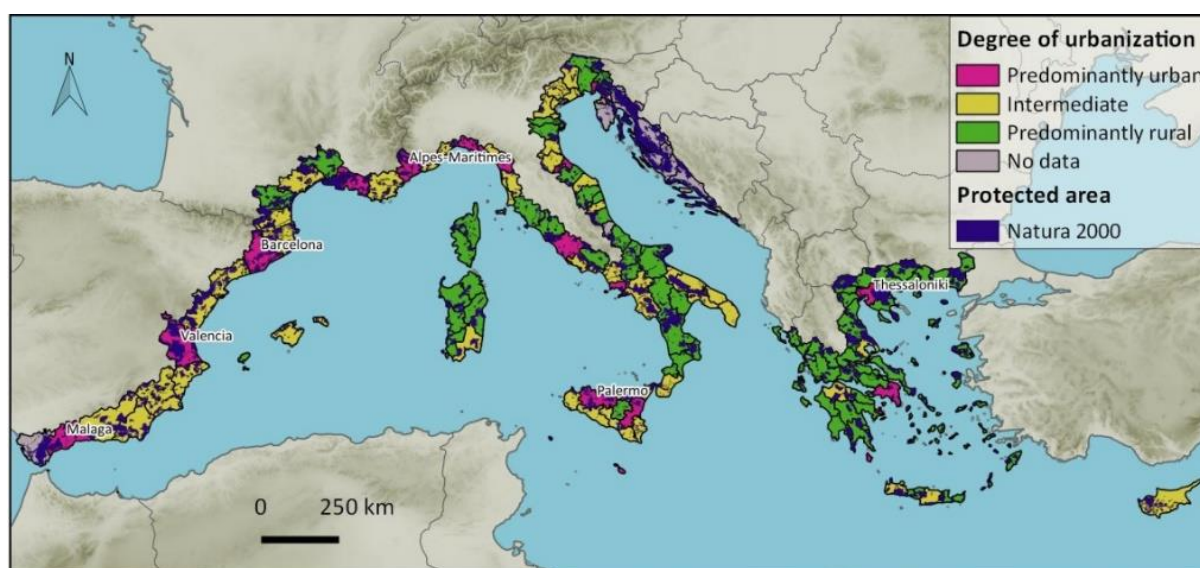 N
Degree of urbanization
Predominantly urban
Intermediate
Predominantly rural
No data
Protected area
Natura 2000
Alpes-Maritimes
Barcelona
Thessaloniki
Valencia
Palermo
Malaga
0 250 km